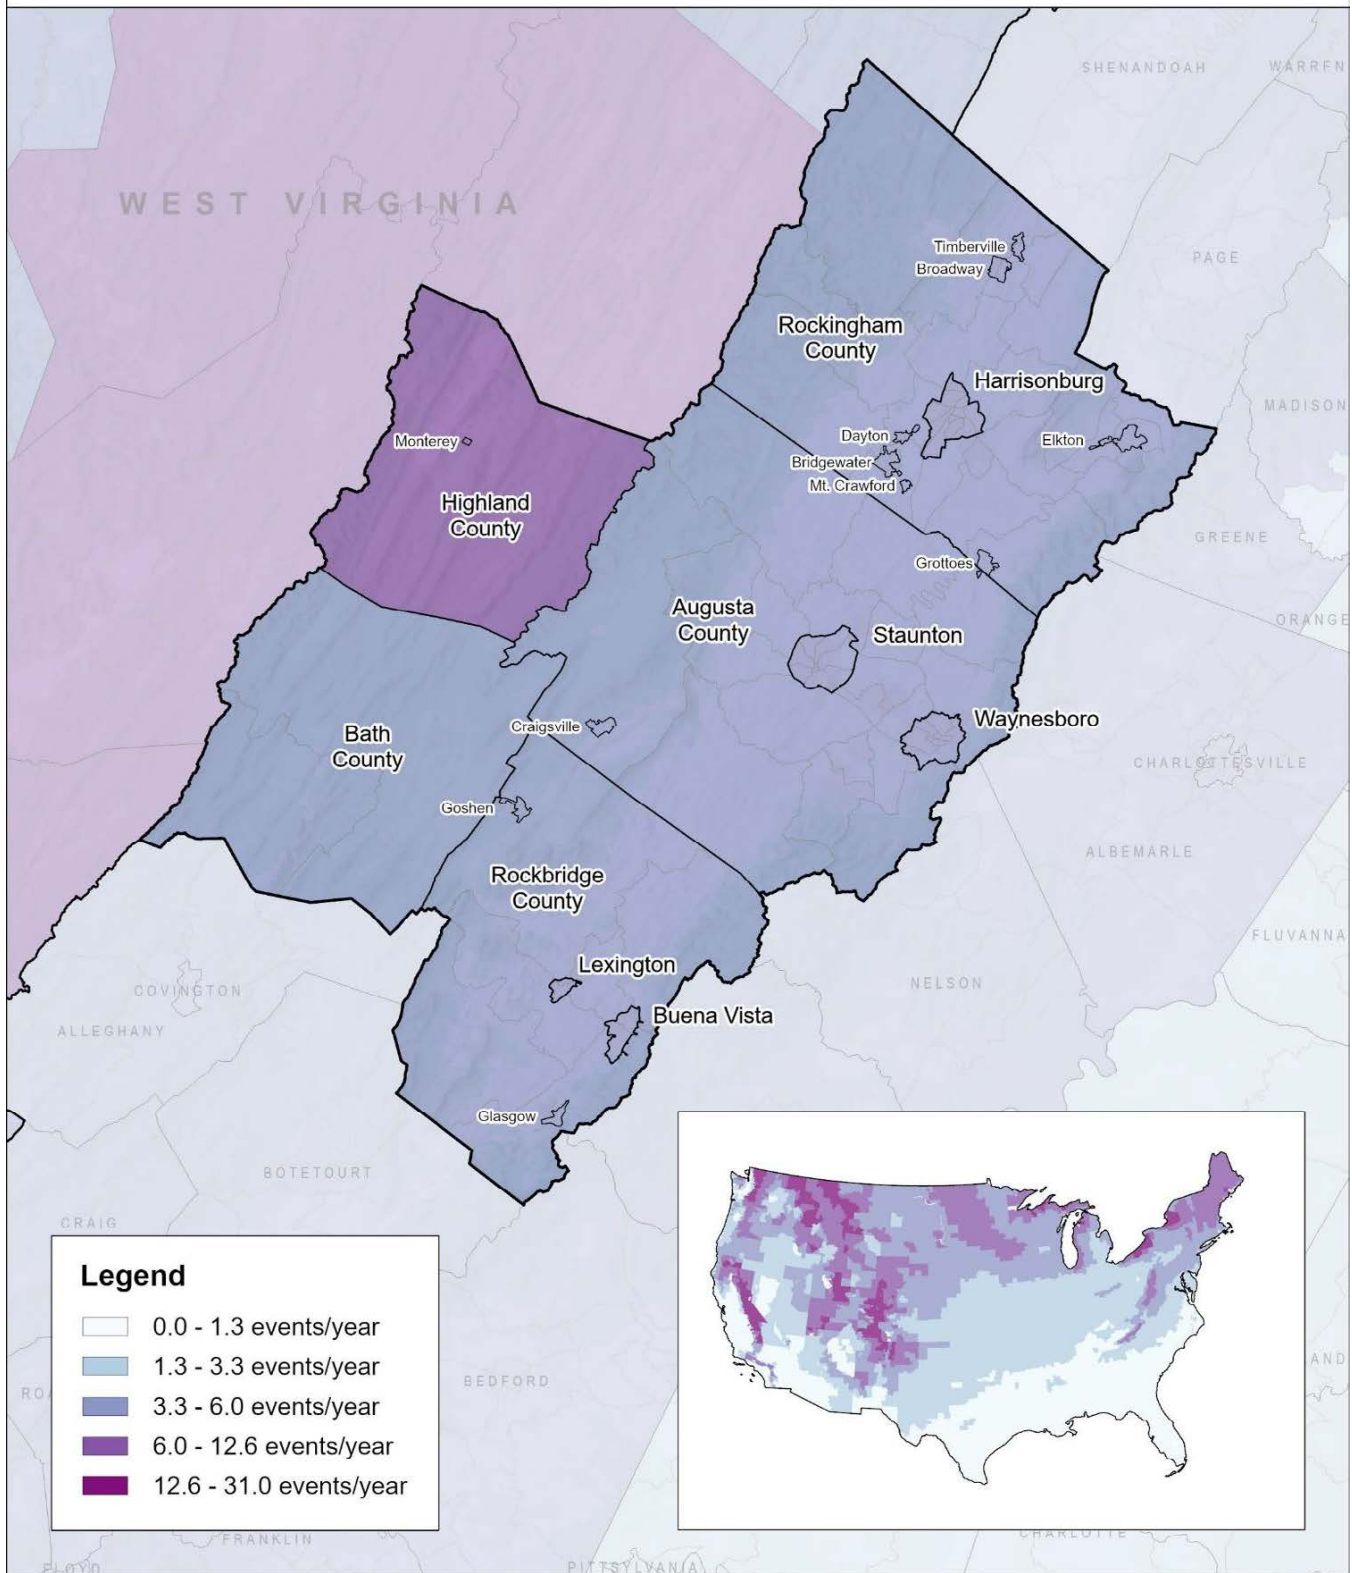 SHENANDOAH
WARREN
WEST VIRGINIA
Timberville
Broadway
PAGE
Rockingham
County
Harrisonburg
MADISON
Dayton
Elkton
Monterey
Bridgewater
Mt. Crawford
Highland
County
GREENE
Grottoes
Augusta
County
ORANGE
Staunton
Waynesboro
Craigsville
Bath
County
CHARLOTTESVILLE
Goshen
ALBEMARLE
Rockbridge
County
FLUVANNA
Lexington
COVINGTON
NELSON
Buena Vista
ALLEGHANY
Glasgow
BOTETOURT
CRAIG
Legend
0.0 - 1.3 events/year
1.3 - 3.3 events/year
3.3 - 6.0 events/year
6.0 - 12.6 events/year
12.6 - 31.0 events/year
ROA
BEDFORD
AND
FRANKLIN
CHARLOTTE
FLOYD
PITTSYLVANIA